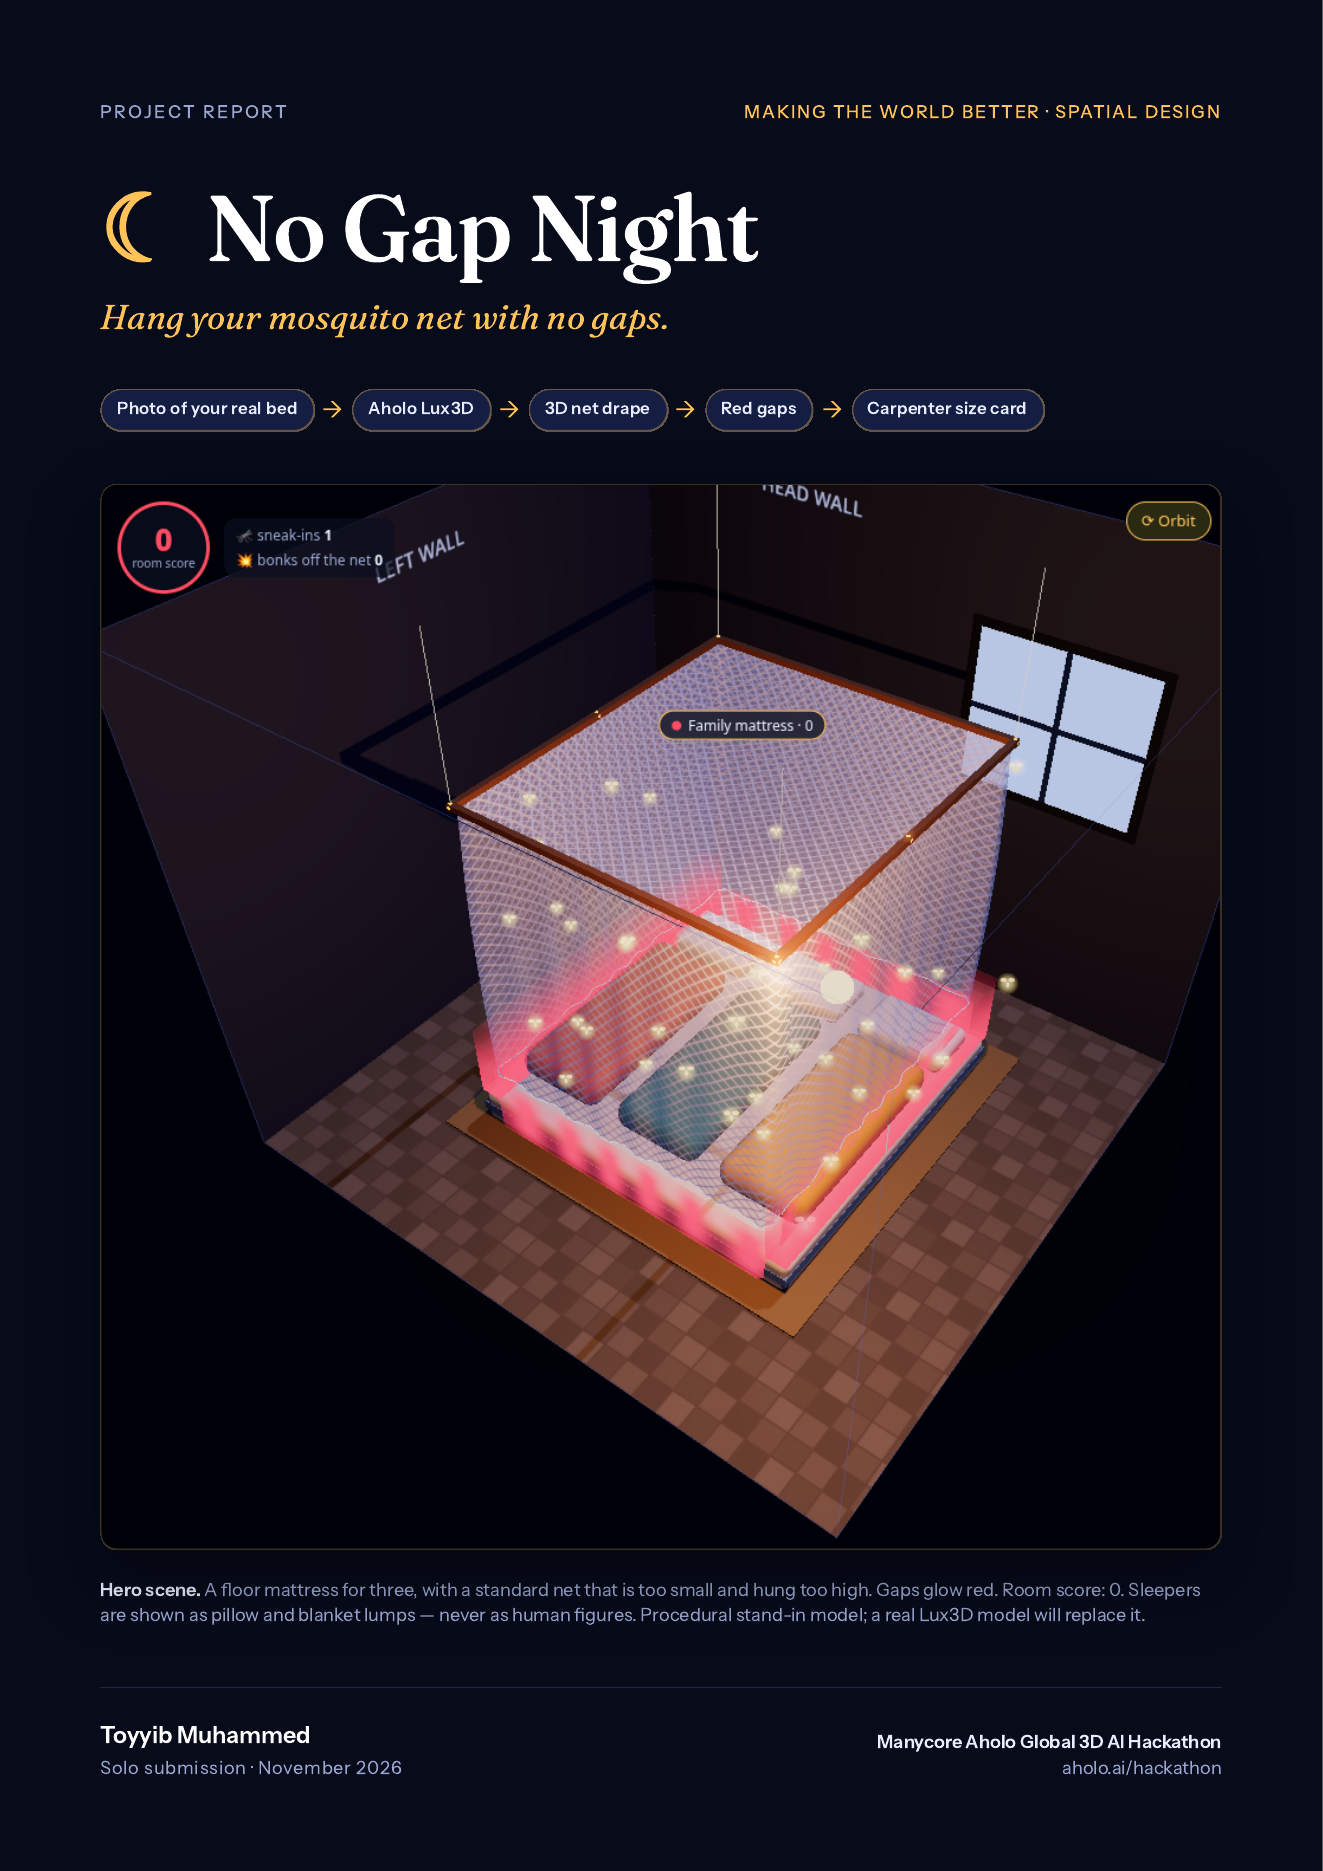 PROJECT REPORT
MAKING THE WORLD BETTER · SPATIAL DESIGN
No Gap Night
Hang your mosquito net with no gaps.
Photo of your real bed → Aholo Lux3D → 3D net drape → Red gaps → Carpenter size card
0
room score
sneak-ins 1
bonks off the net 0
LEFT WALL
HEAD WALL
⟳ Orbit
Family mattress · 0
Hero scene. A floor mattress for three, with a standard net that is too small and hung too high. Gaps glow red. Room score: 0. Sleepers
are shown as pillow and blanket lumps — never as human figures. Procedural stand-in model; a real Lux3D model will replace it.
Toyyib Muhammed
Solo submission · November 2026
Manycore Aholo Global 3D AI Hackathon
aholo.ai/hackathon